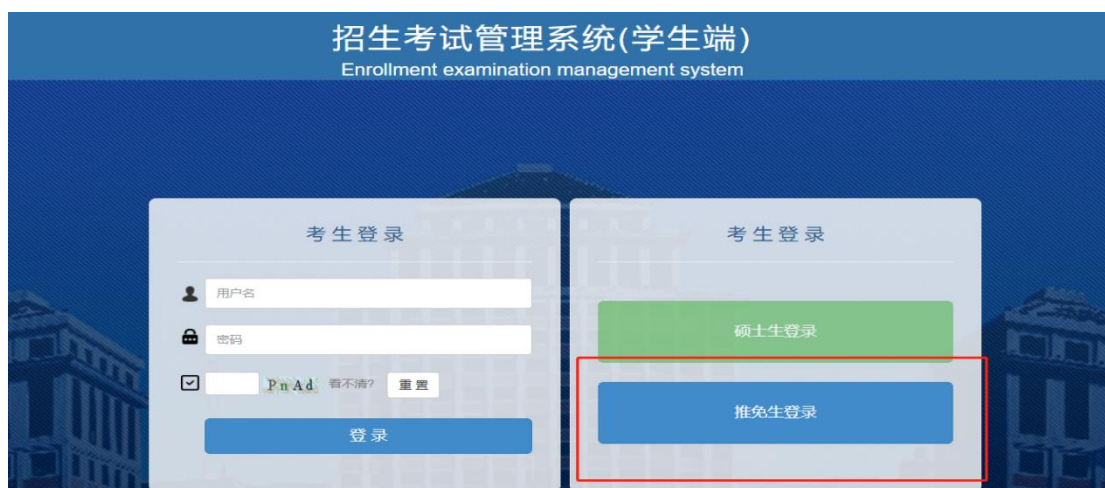 招生考试管理系统(学生端)
Enrollment examination management system
考生登录
用户名
密码
PnAd 看不清? 重置
登录
考生登录
硕士生登录
推免生登录